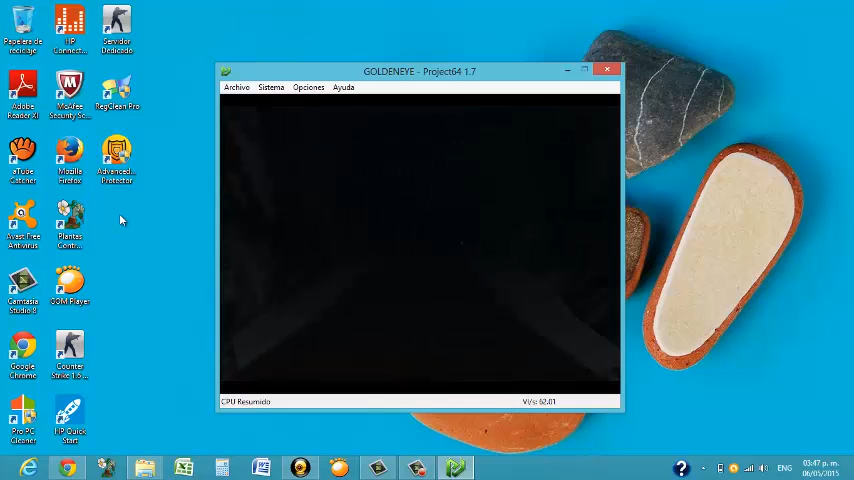 Papelera de
reciclaje
HP
Connect...
Servidor
Dedicado
Adobe
Reader XI
McAfee
Security Se...
RegClean Pro
aTube
Catcher
Mozilla
Firefox
Advanced...
Protector
Avast Free
Antivirus
Plantas
Contr...
Camtasia
Studio 8
GOM Player
Google
Chrome
Counter
Strike 1.6 ...
Pro PC
Cleaner
HP Quick
Start
GOLDENEYE - Project64 1.7
Archivo Sistema Opciones Ayuda
CPU Resumido VI/s: 62.01
ENG
03:47 p. m.
06/05/2015